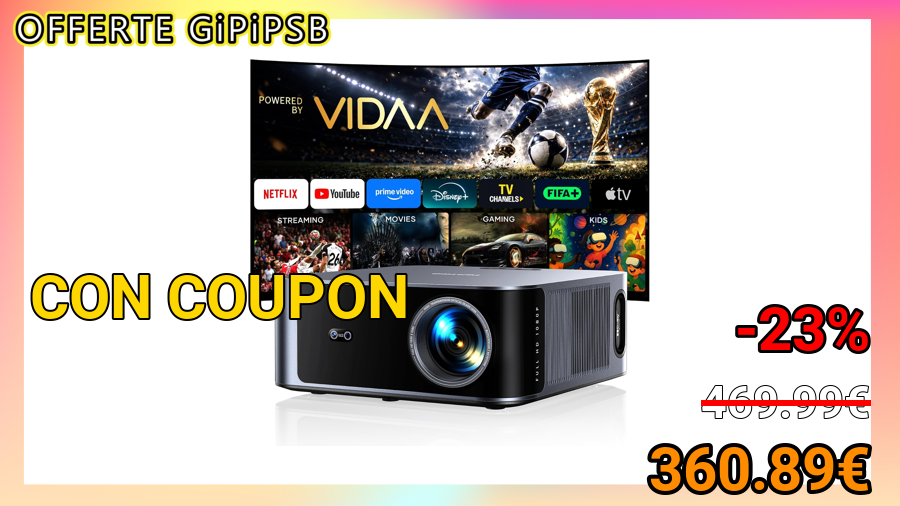 OFFERTE GiPiPSB
POWERED BY
VIDAA
NETFLIX
YouTube
prime video
Disney+
TV CHANNELS
FIFA+
tv
STREAMING
MOVIES
GAMING
KIDS
CON COUPON
FULL HD 1080P
-23%
469.99€
360.89€